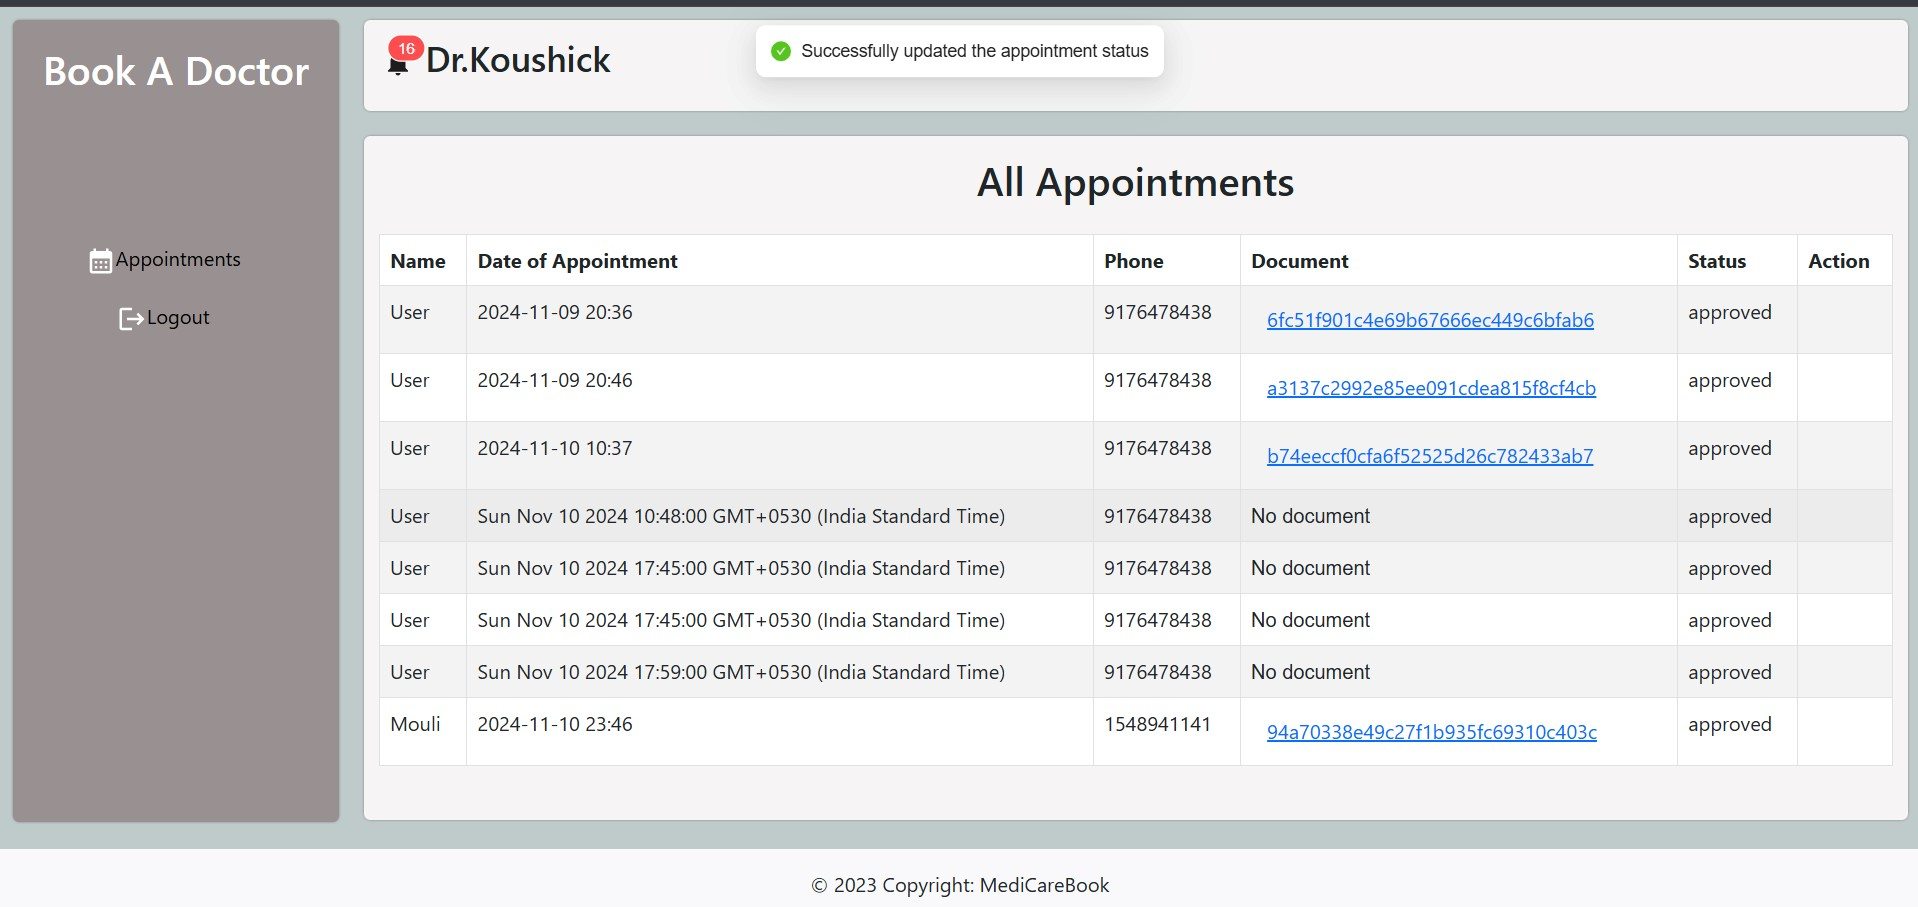 Book A Doctor
Appointments
Logout
16
Dr.Koushick
Successfully updated the appointment status
All Appointments
Name Date of Appointment Phone Document Status Action
User 2024-11-09 20:36 9176478438 6fc51f901c4e69b67666ec449c6bfab6 approved
User 2024-11-09 20:46 9176478438 a3137c2992e85ee091cdea815f8cf4cb approved
User 2024-11-10 10:37 9176478438 b74eeccf0cfa6f52525d26c782433ab7 approved
User Sun Nov 10 2024 10:48:00 GMT+0530 (India Standard Time) 9176478438 No document approved
User Sun Nov 10 2024 17:45:00 GMT+0530 (India Standard Time) 9176478438 No document approved
User Sun Nov 10 2024 17:45:00 GMT+0530 (India Standard Time) 9176478438 No document approved
User Sun Nov 10 2024 17:59:00 GMT+0530 (India Standard Time) 9176478438 No document approved
Mouli 2024-11-10 23:46 1548941141 94a70338e49c27f1b935fc69310c403c approved
© 2023 Copyright: MediCareBook